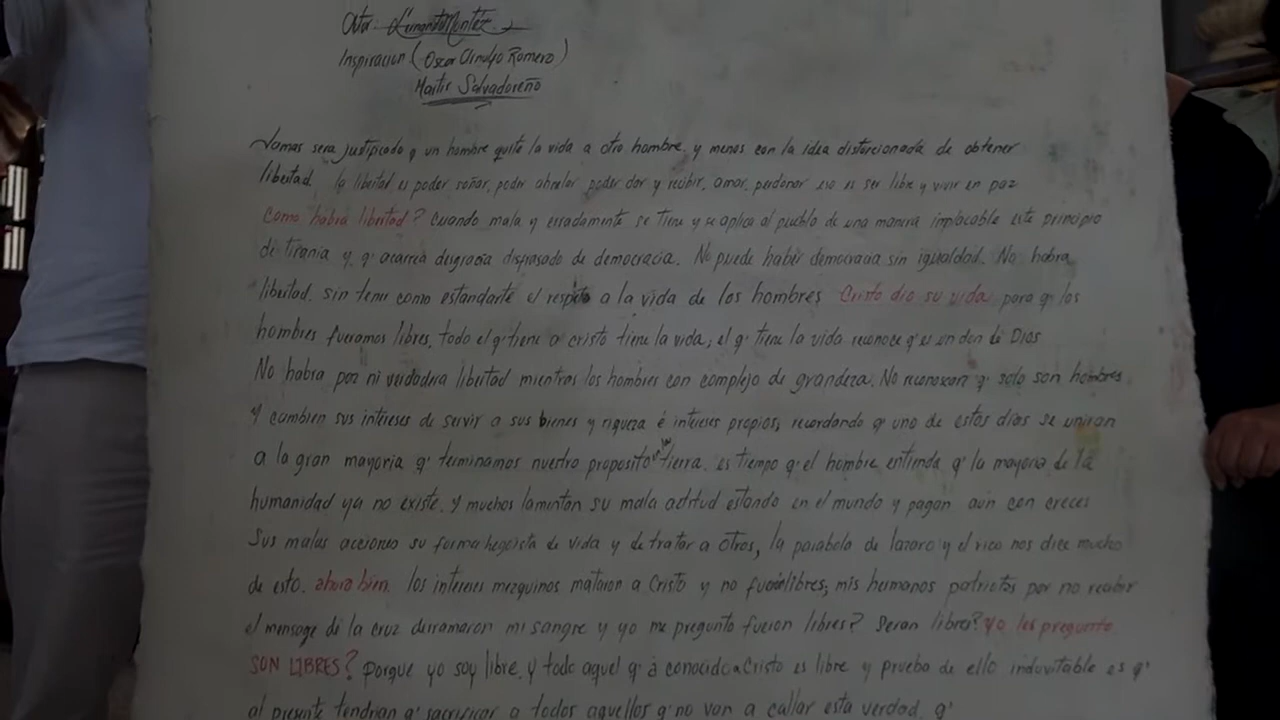 Autor: Fernando Montéz
Inspiracion (Oscar Arnulfo Romero)
Martir Salvadoreño
Jamas sera justificado q un hombre quite la vida a otro hombre y menos con la idea distorcionada de obtener
libertad. la libertad es poder soñar, poder anhelar poder dar y recibir, amar, perdonar eso es ser libre y vivir en paz
Como habra libertad? Cuando mala y erradamente se tiene y se aplica al pueblo de una manera implacable este principio
de tirania y q' acarrea desgracia disfrasado de democracia. No puede haber democracia sin igualdad. No habra
libertad. sin tener como estandarte el respeto a la vida de los hombres Cristo dio su vida para q' los
hombres fueramos libres, todo el q' tiene a cristo tiene la vida, el q' tiene la vida reconoce q' es un don de Dios
No habra paz ni verdadera libertad mientras los hombres con complejo de grandeza. No reconoscan q' solo son hombres
y cambien sus intereses de servir a sus bienes y riqueza é intereses propios, recordando q' uno de estos dias se uniran
a la gran mayoria q' terminamos nuestro proposito en la tierra. es tiempo q' el hombre entienda q' la mayoria de la
humanidad ya no existe. y muchos lamentan su mala actitud estando en el mundo y pagan aun con creces
Sus malas acciones su forma hegoista de vida y de tratar a otros, la parabola de lazaro y el rico nos dice mucho
de esto. ahora bien. los intereses mezquinos mataron a Cristo y no fueron libres, mis hermanos patriotas por no recibir
el mensage de la cruz derramaron mi sangre y yo me pregunto fueron libres? Seran libres? Yo les pregunto
SON LIBRES? Porque yo soy libre y todo aquel q' à conocido a Cristo es libre y prueba de ello induvitable es q'
al presente tendrian q' sacrificar a todos aquellos q' no van a callar esta verdad q'